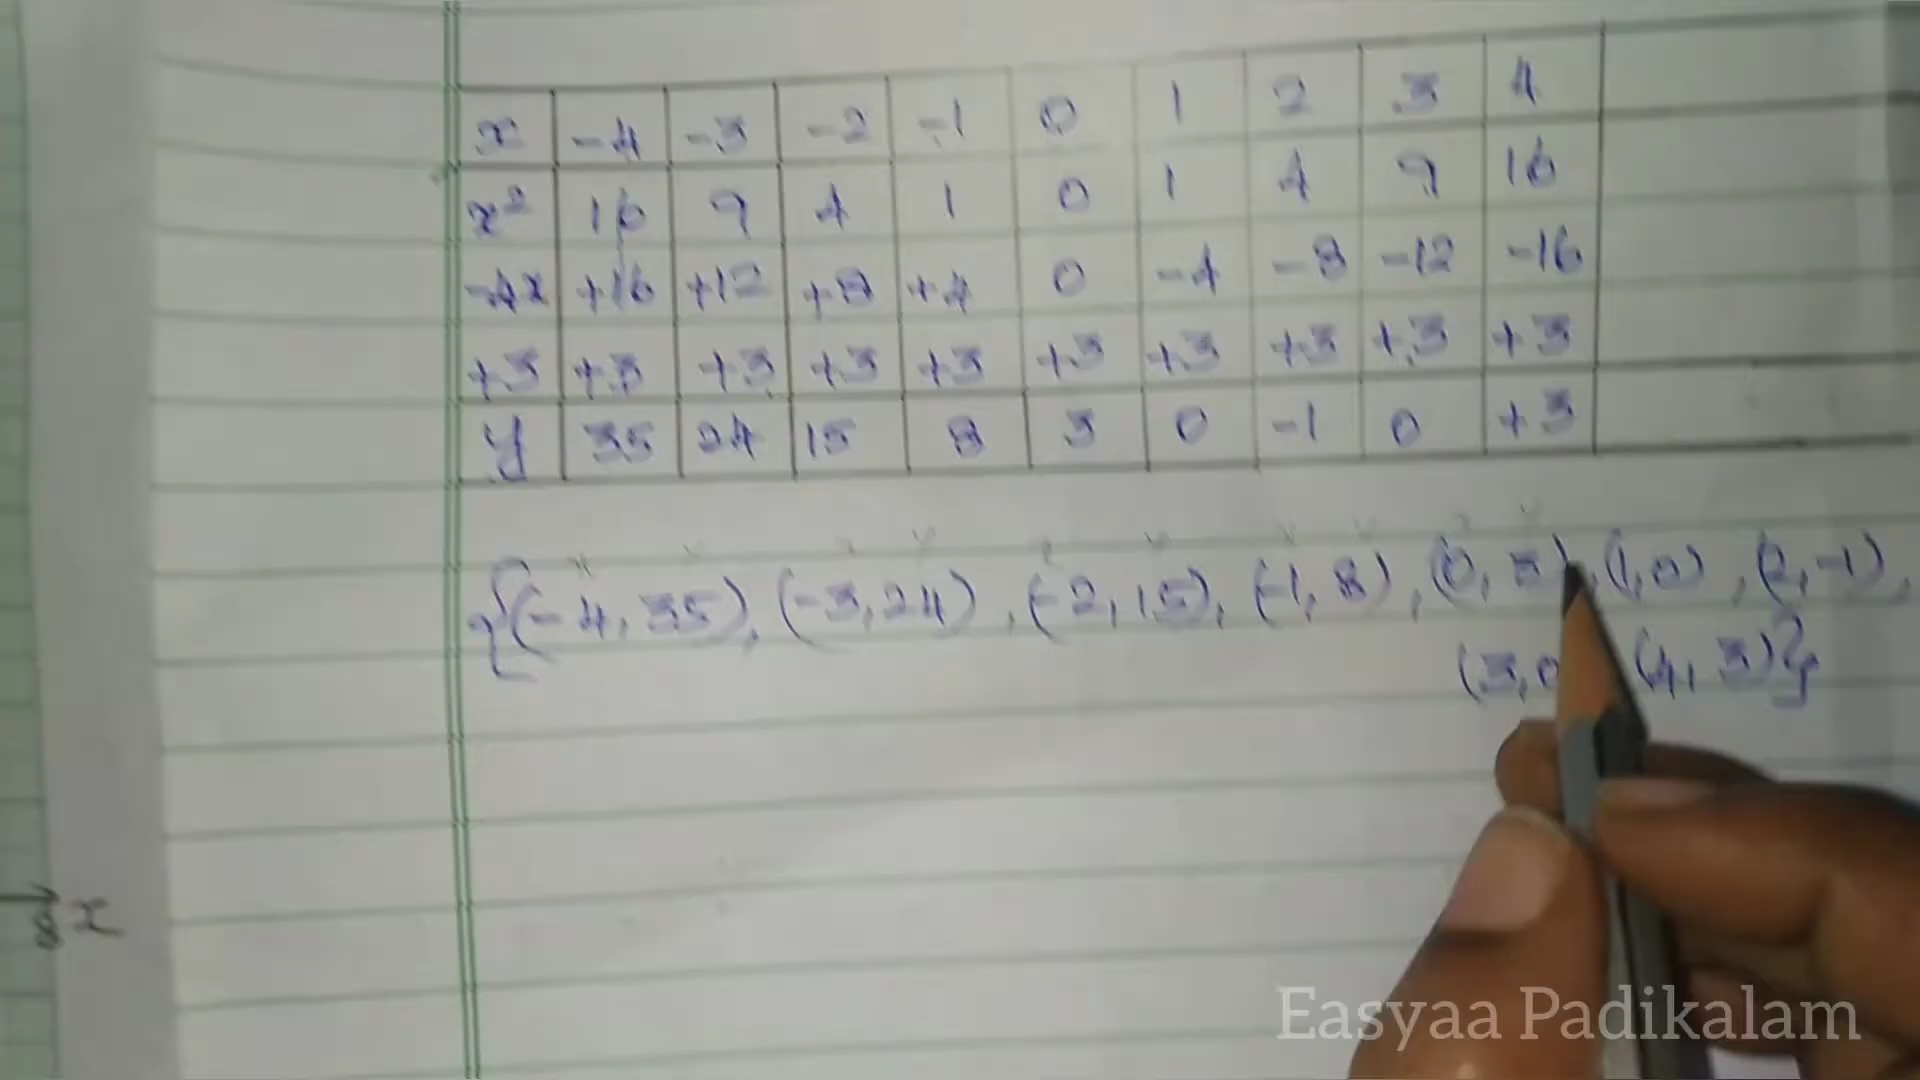 x -4 -3 -2 -1 0 1 2 3 4
x² 16 9 4 1 0 1 4 9 16
-4x +16 +12 +8 +4 0 -4 -8 -12 -16
+3 +3 +3 +3 +3 +3 +3 +3 +3 +3
y 35 24 15 8 3 0 -1 0 +3
{(-4, 35), (-3, 24), (-2, 15), (-1, 8), (0, 3), (1, 0), (2, -1),
(3, 0 (4, 3)}
x
Easyaa Padikalam